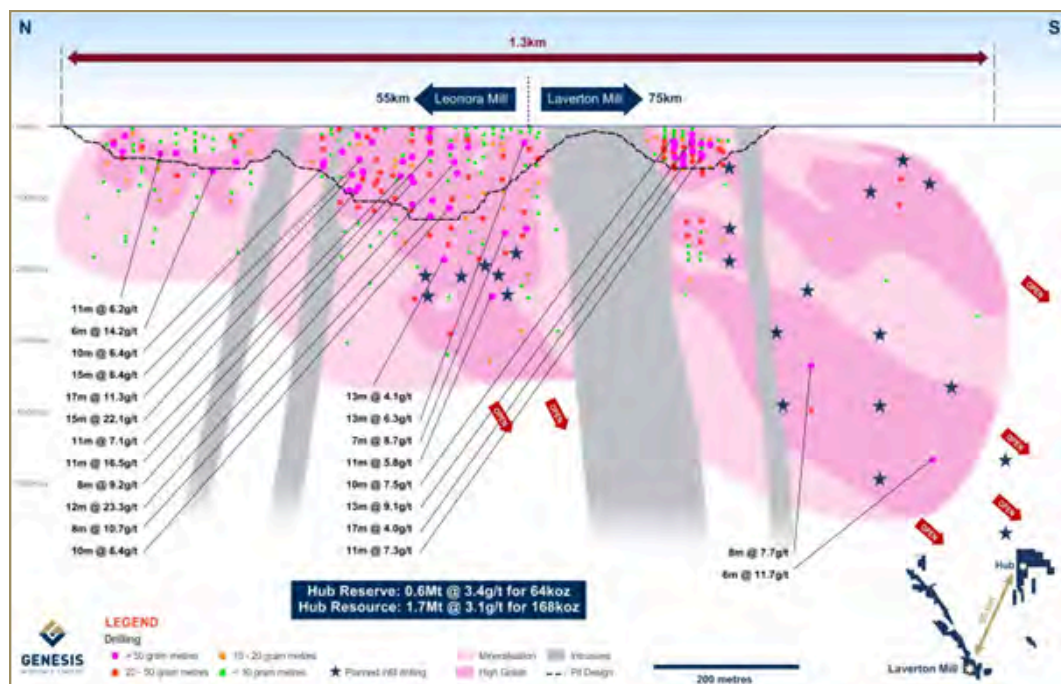 N
S
1.3km
55km
Leonora Mill
Laverton Mill
75km
11m @ 6.2g/t
6m @ 14.2g/t
10m @ 6.4g/t
15m @ 6.4g/t
17m @ 11.3g/t
15m @ 22.1g/t
11m @ 7.1g/t
11m @ 16.5g/t
8m @ 9.2g/t
12m @ 23.3g/t
8m @ 10.7g/t
10m @ 6.4g/t
13m @ 4.1g/t
13m @ 6.3g/t
7m @ 8.7g/t
11m @ 5.8g/t
10m @ 7.5g/t
13m @ 9.1g/t
17m @ 4.0g/t
11m @ 7.3g/t
8m @ 7.7g/t
6m @ 11.7g/t
OPEN
OPEN
OPEN
OPEN
OPEN
OPEN
Hub Reserve: 0.6Mt @ 3.4g/t for 64koz
Hub Resource: 1.7Mt @ 3.1g/t for 168koz
GENESIS
LEGEND
Drilling
> 50 gram metres
20 - 50 gram metres
10 - 20 gram metres
< 10 gram metres
Planned infill drilling
Mineralisation
High Grade
Intrusives
Pit Design
200 metres
Hub
Laverton Mill